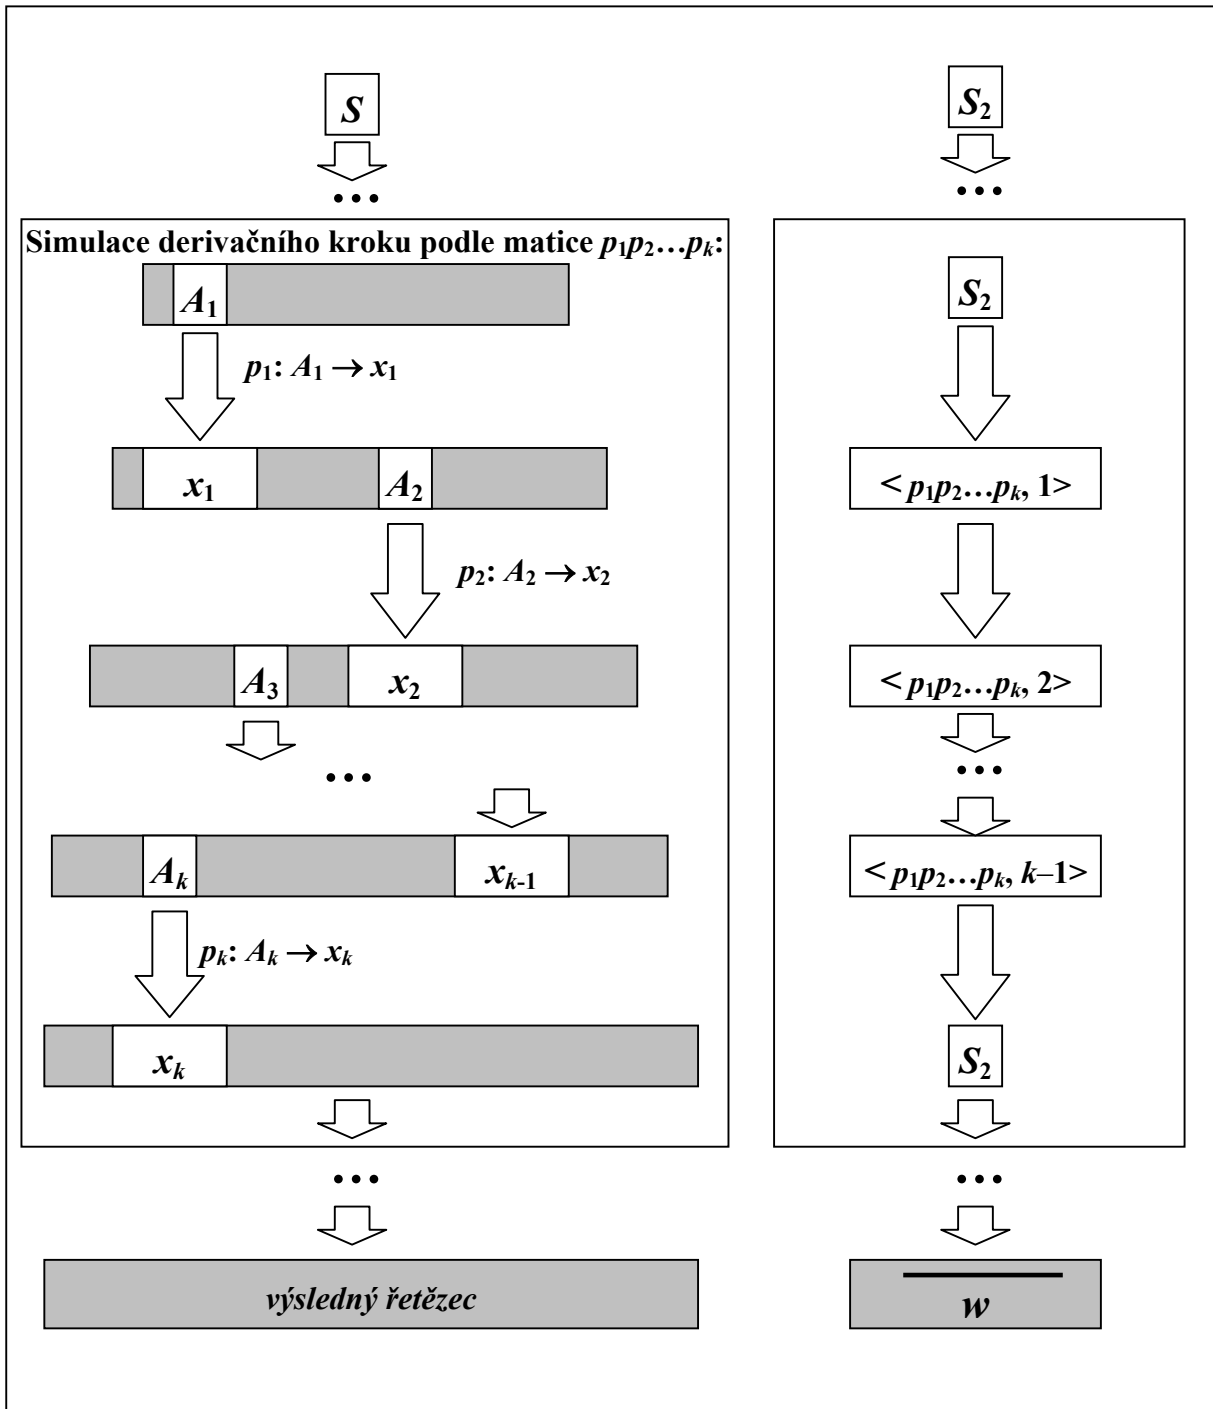 S
S₂
•••
•••
Simulace derivačního kroku podle matice p₁p₂…pₖ:
A₁
S₂
p₁: A₁ → x₁
x₁ A₂
< p₁p₂…pₖ, 1>
p₂: A₂ → x₂
A₃ x₂
< p₁p₂…pₖ, 2>
•••
•••
Aₖ xₖ₋₁
< p₁p₂…pₖ, k–1>
pₖ: Aₖ → xₖ
xₖ
S₂
•••
•••
výsledný řetězec
w̅